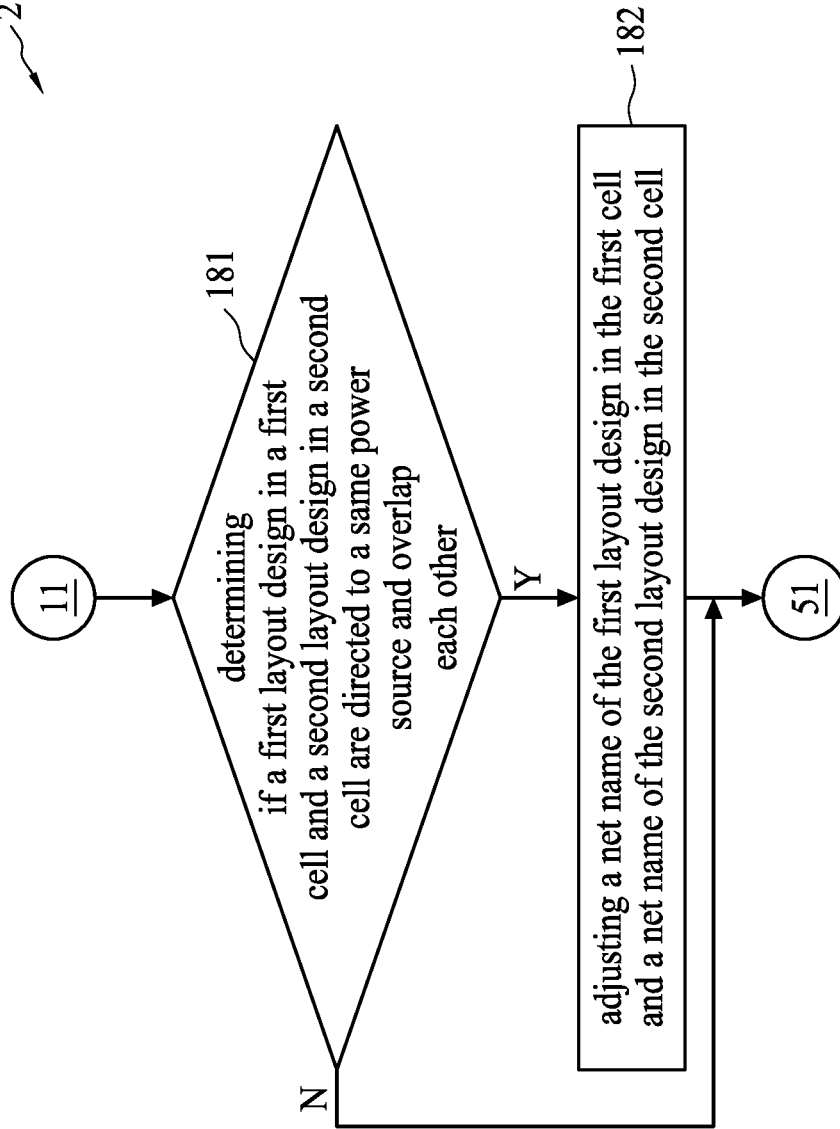 2
11
determining
if a first layout design in a first
cell and a second layout design in a second
cell are directed to a same power
source and overlap
each other
181
N
Y
adjusting a net name of the first layout design in the first cell
and a net name of the second layout design in the second cell
182
51